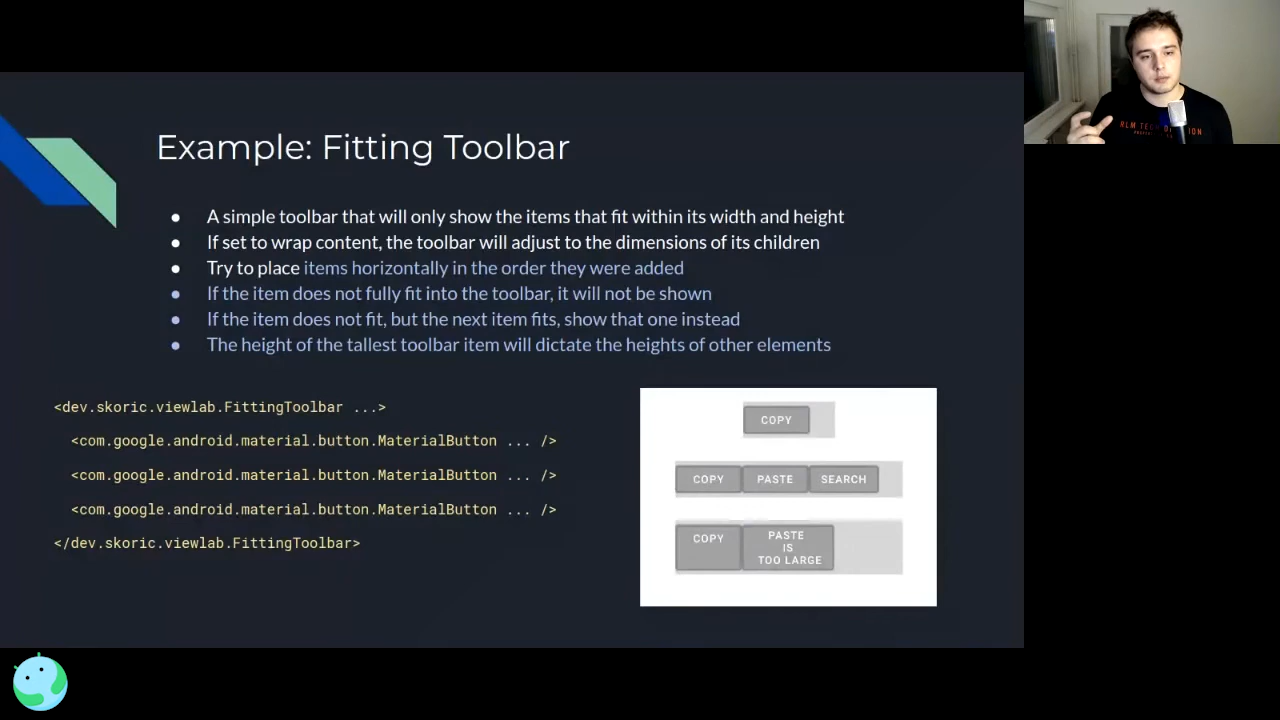 Example: Fitting Toolbar
● A simple toolbar that will only show the items that fit within its width and height
● If set to wrap content, the toolbar will adjust to the dimensions of its children
● Try to place items horizontally in the order they were added
● If the item does not fully fit into the toolbar, it will not be shown
● If the item does not fit, but the next item fits, show that one instead
● The height of the tallest toolbar item will dictate the heights of other elements
<dev.skoric.viewlab.FittingToolbar ...>
<com.google.android.material.button.MaterialButton ... />
<com.google.android.material.button.MaterialButton ... />
<com.google.android.material.button.MaterialButton ... />
</dev.skoric.viewlab.FittingToolbar>
COPY
COPY PASTE SEARCH
COPY PASTE
IS
TOO LARGE
RLM